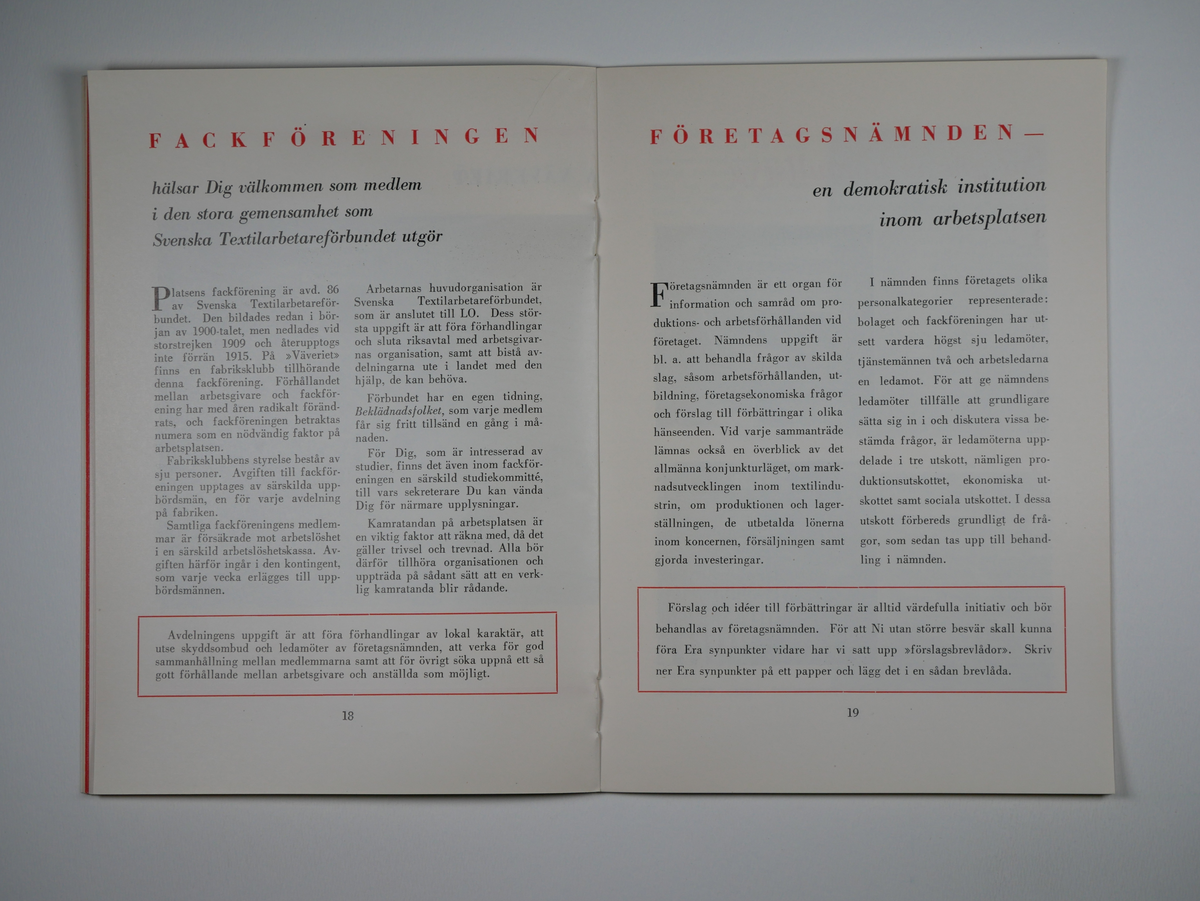 FACKFÖRENINGEN
hälsar Dig välkommen som medlem
i den stora gemensamhet som
Svenska Textilarbetareförbundet utgör
Platsens fackförening är avd. 86
av Svenska Textilarbetareför-
bundet. Den bildades redan i bör-
jan av 1900-talet, men nedlades vid
storstrejken 1909 och återupptogs
inte förrän 1915. På »Väveriet»
finns en fabriksklubb tillhörande
denna fackförening. Förhållandet
mellan arbetsgivare och fackför-
ening har med åren radikalt föränd-
rats, och fackföreningen betraktas
numera som en nödvändig faktor på
arbetsplatsen.
Fabriksklubbens styrelse består av
sju personer. Avgiften till fackför-
eningen upptages av särskilda upp-
bördsmän, en för varje avdelning
på fabriken.
Samtliga fackföreningens medlem-
mar är försäkrade mot arbetslöshet
i en särskild arbetslöshetskassa. Av-
giften härför ingår i den kontingent,
som varje vecka erlägges till upp-
bördsmännen.
Arbetarnas huvudorganisation är
Svenska Textilarbetareförbundet,
som är anslutet till LO. Dess stör-
sta uppgift är att föra förhandlingar
och sluta riksavtal med arbetsgivar-
nas organisation, samt att bistå av-
delningarna ute i landet med den
hjälp, de kan behöva.
Förbundet har en egen tidning,
Beklädnadsfolket, som varje medlem
får sig fritt tillsänd en gång i må-
naden.
För Dig, som är intresserad av
studier, finns det även inom fackför-
eningen en särskild studiekommitté,
till vars sekreterare Du kan vända
Dig för närmare upplysningar.
Kamratandan på arbetsplatsen är
en viktig faktor att räkna med, då det
gäller trivsel och trevnad. Alla bör
därför tillhöra organisationen och
uppträda på sådant sätt att en verk-
lig kamratanda blir rådande.
Avdelningens uppgift är att föra förhandlingar av lokal karaktär, att
utse skyddsombud och ledamöter av företagsnämnden, att verka för god
sammanhållning mellan medlemmarna samt att för övrigt söka uppnå ett så
gott förhållande mellan arbetsgivare och anställda som möjligt.
18
FÖRETAGSNÄMNDEN—
en demokratisk institution
inom arbetsplatsen
Företagsnämnden är ett organ för
information och samråd om pro-
duktions- och arbetsförhållanden vid
företaget. Nämndens uppgift är
bl. a. att behandla frågor av skilda
slag, såsom arbetsförhållanden, ut-
bildning, företagsekonomiska frågor
och förslag till förbättringar i olika
hänseenden. Vid varje sammanträde
lämnas också en överblick av det
allmänna konjunkturläget, om mark-
nadsutvecklingen inom textilindu-
strin, om produktionen och lager-
ställningen, de utbetalda lönerna
inom koncernen, försäljningen samt
gjorda investeringar.
I nämnden finns företagets olika
personalkategorier representerade:
bolaget och fackföreningen har ut-
sett vardera högst sju ledamöter,
tjänstemännen två och arbetsledarna
en ledamot. För att ge nämndens
ledamöter tillfälle att grundligare
sätta sig in i och diskutera vissa be-
stämda frågor, är ledamöterna upp-
delade i tre utskott, nämligen pro-
duktionsutskottet, ekonomiska ut-
skottet samt sociala utskottet. I dessa
utskott förbereds grundligt de frå-
gor, som sedan tas upp till behand-
ling i nämnden.
Förslag och idéer till förbättringar är alltid värdefulla initiativ och bör
behandlas av företagsnämnden. För att Ni utan större besvär skall kunna
föra Era synpunkter vidare har vi satt upp »förslagsbrevlådor». Skriv
ner Era synpunkter på ett papper och lägg det i en sådan brevlåda.
19